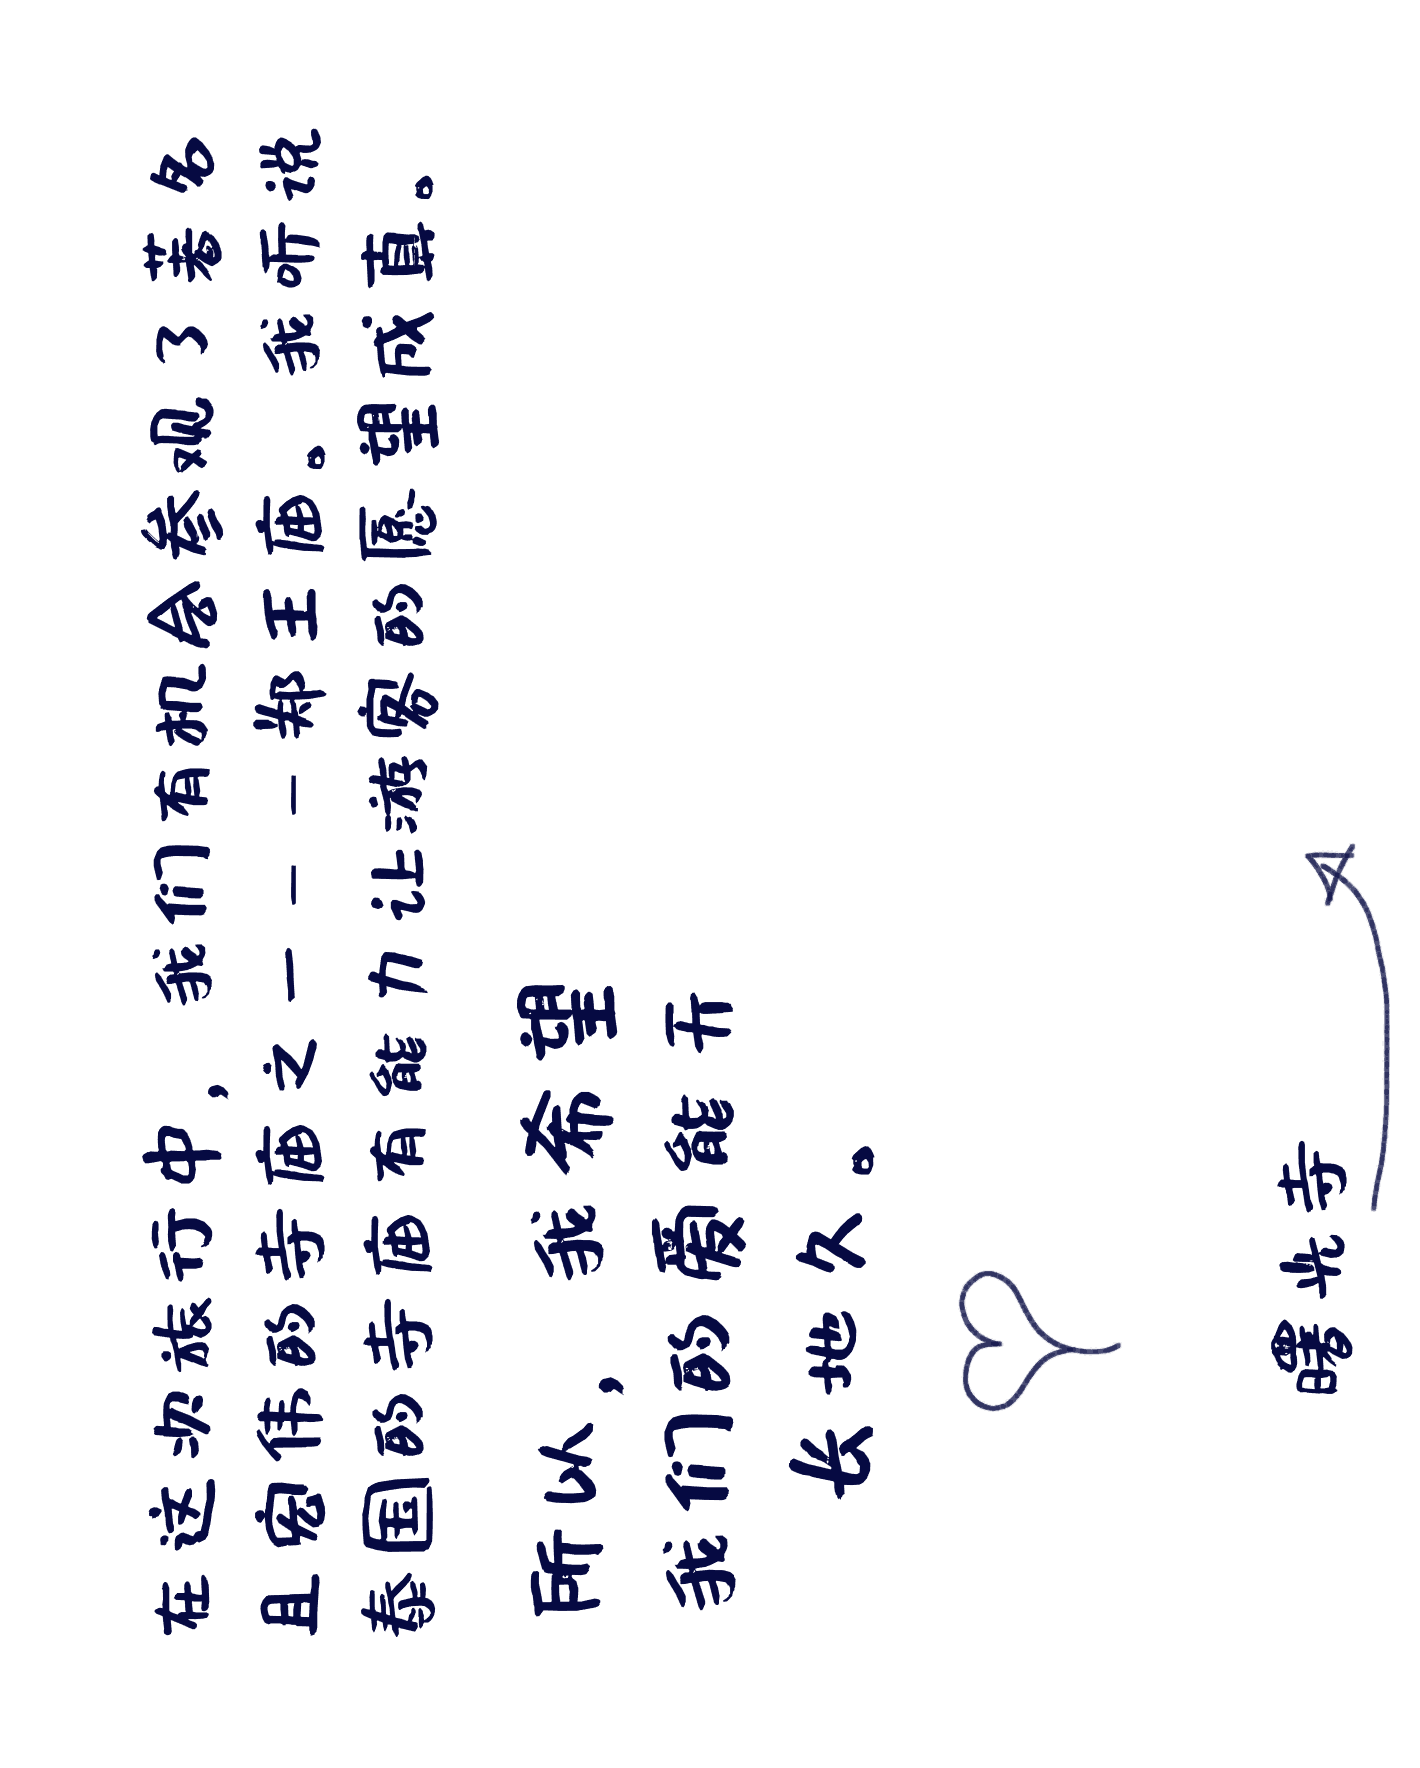 在这次旅行中，我们有机会参观了著名
且宏伟的寺庙之一——郑王庙。我听说
泰国的寺庙有能力让游客的愿望成真。
所以，我希望
我们的爱能天
长地久。
曙光寺